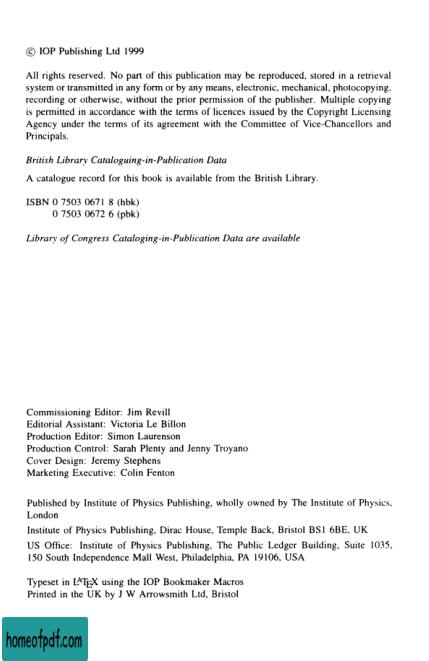 © IOP Publishing Ltd 1999
All rights reserved. No part of this publication may be reproduced, stored in a retrieval
system or transmitted in any form or by any means, electronic, mechanical, photocopying,
recording or otherwise, without the prior permission of the publisher. Multiple copying
is permitted in accordance with the terms of licences issued by the Copyright Licensing
Agency under the terms of its agreement with the Committee of Vice-Chancellors and
Principals.
British Library Cataloguing-in-Publication Data
A catalogue record for this book is available from the British Library.
ISBN 0 7503 0671 8 (hbk)
0 7503 0672 6 (pbk)
Library of Congress Cataloging-in-Publication Data are available
Commissioning Editor: Jim Revill
Editorial Assistant: Victoria Le Billon
Production Editor: Simon Laurenson
Production Control: Sarah Plenty and Jenny Troyano
Cover Design: Jeremy Stephens
Marketing Executive: Colin Fenton
Published by Institute of Physics Publishing, wholly owned by The Institute of Physics,
London
Institute of Physics Publishing, Dirac House, Temple Back, Bristol BS1 6BE, UK
US Office: Institute of Physics Publishing, The Public Ledger Building, Suite 1035,
150 South Independence Mall West, Philadelphia, PA 19106, USA
Typeset in LATEX using the IOP Bookmaker Macros
Printed in the UK by J W Arrowsmith Ltd, Bristol
homeofpdf.com